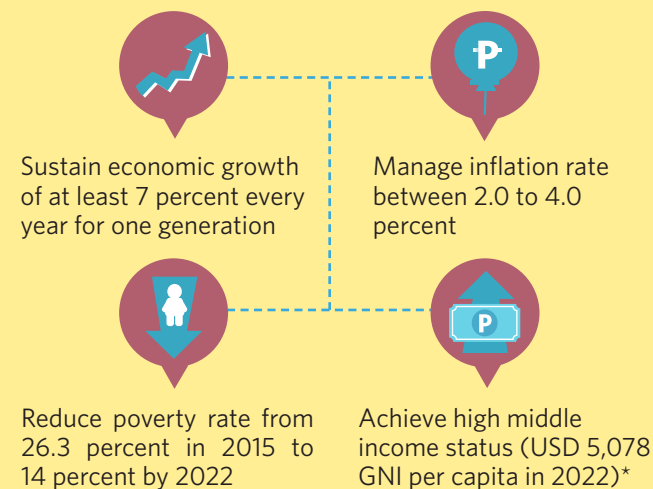 ₱
Sustain economic growth
of at least 7 percent every
year for one generation
Manage inflation rate
between 2.0 to 4.0
percent
P
Reduce poverty rate from
26.3 percent in 2015 to
14 percent by 2022
Achieve high middle
income status (USD 5,078
GNI per capita in 2022)*